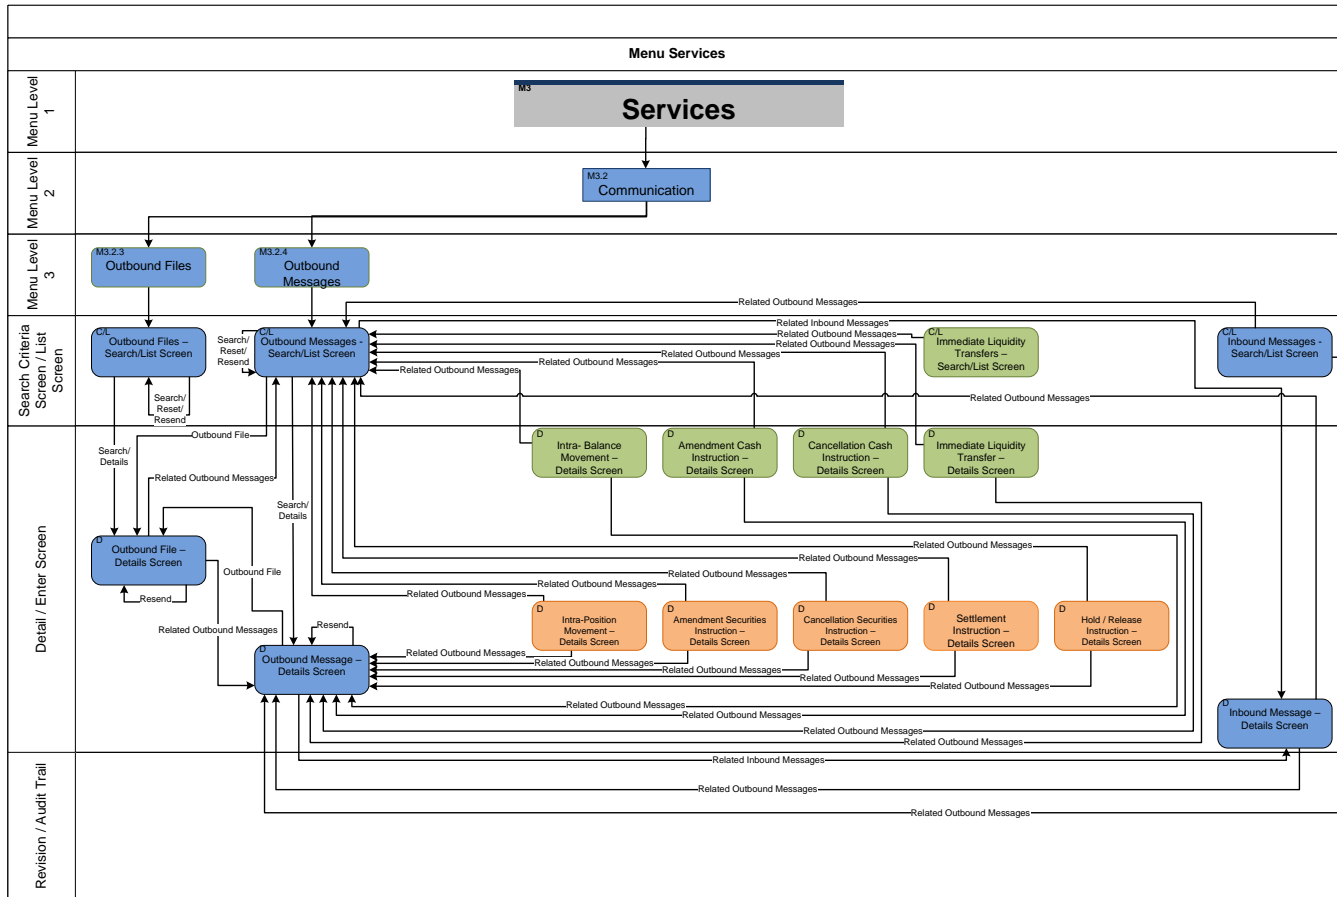 Menu Services
Menu Level
1
M3
Services
Menu Level
2
M3.2
Communication
Menu Level
3
M3.2.3
Outbound Files
M3.2.4
Outbound
Messages
Related Outbound Messages
Search Criteria
Screen / List
Screen
C/L
Outbound Files –
Search/List Screen
Search/
Reset/
Resend
C/L
Outbound Messages -
Search/List Screen
Search/
Reset/
Resend
Related Inbound Messages
Related Outbound Messages
Related Outbound Messages
Related Outbound Messages
Related Outbound Messages
Related Outbound Messages
C/L
Immediate Liquidity
Transfers –
Search/List Screen
C/L
Inbound Messages -
Search/List Screen
Related Outbound Messages
Detail / Enter Screen
Outbound File
Search/
Details
Related Outbound Messages
Search/
Details
D
Intra- Balance
Movement –
Details Screen
D
Amendment Cash
Instruction –
Details Screen
D
Cancellation Cash
Instruction –
Details Screen
D
Immediate Liquidity
Transfer –
Details Screen
D
Outbound File –
Details Screen
Resend
Outbound File
Related Outbound Messages
Related Outbound Messages
Related Outbound Messages
Related Outbound Messages
Related Outbound Messages
Related Outbound Messages
D
Intra-Position
Movement –
Details Screen
D
Amendment Securities
Instruction –
Details Screen
D
Cancellation Securities
Instruction –
Details Screen
D
Settlement
Instruction –
Details Screen
D
Hold / Release
Instruction –
Details Screen
Resend
D
Outbound Message –
Details Screen
Related Outbound Messages
Related Outbound Messages
Related Outbound Messages
Related Outbound Messages
Related Outbound Messages
Related Outbound Messages
Related Outbound Messages
Related Outbound Messages
Related Outbound Messages
D
Inbound Message –
Details Screen
Revision / Audit Trail
Related Inbound Messages
Related Outbound Messages
Related Outbound Messages